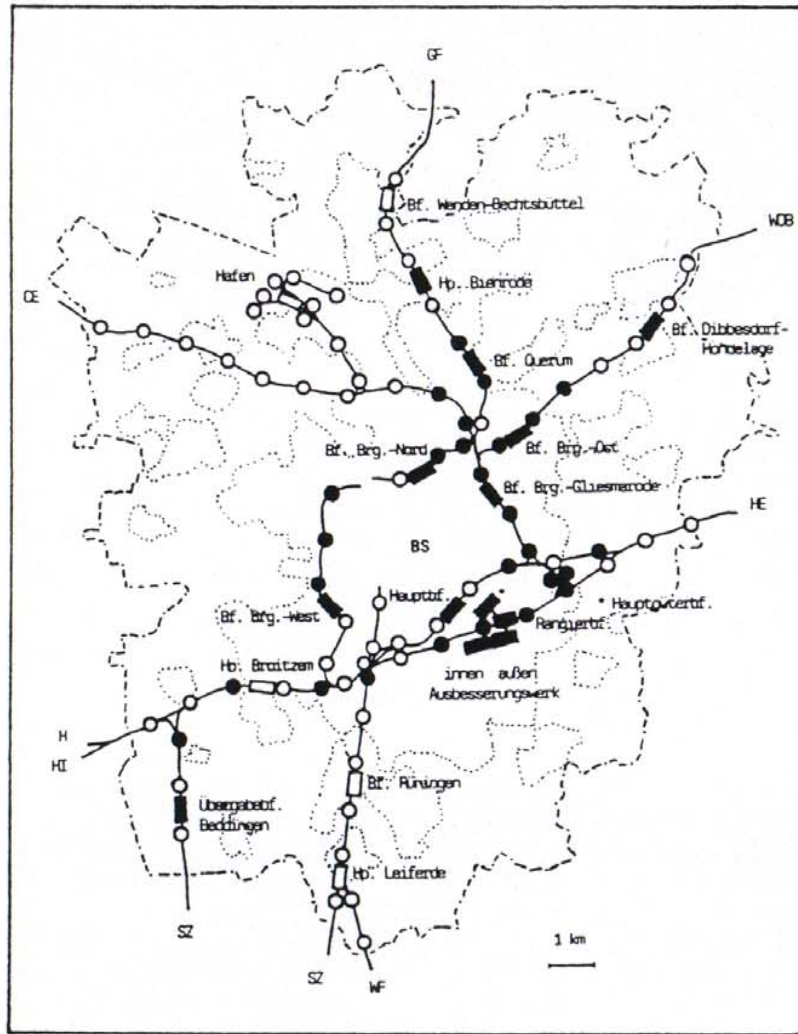 GF
Bf. Wenden-Bechtsbüttel
WOB
Hafen
Hp. Bienrode
CE
Bf. Dibbesdorf-
Hondelage
Bf. Querum
Bf. Brg.-Nord
Bf. Brg.-Ost
Bf. Brg.-Gliesmarode
HE
BS
Hauptbf.
Hauptgüterbf.
Bf. Brg.-West
Rangierbf.
Hp. Broitzem
innen außen
Ausbesserungswerk
H
HI
Bf. Rüningen
Übergabebf.
Beddingen
Hp. Leiferde
SZ
1 km
SZ
WF